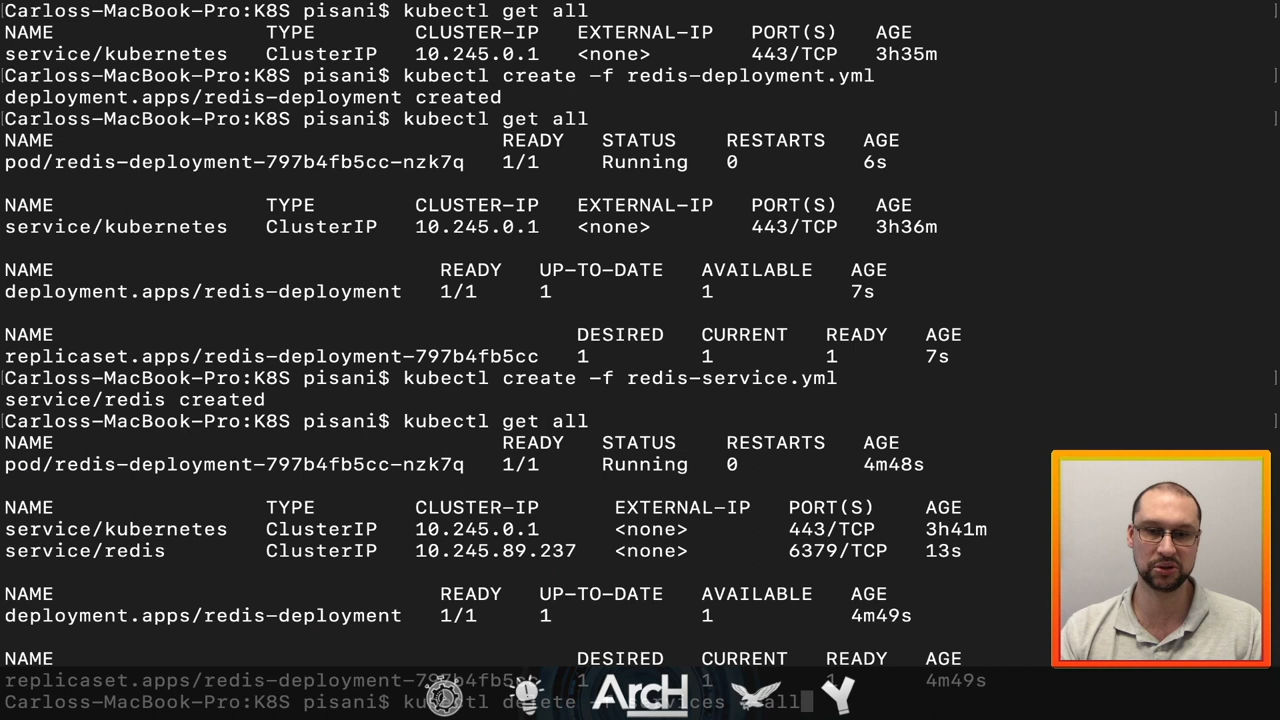 Carloss-MacBook-Pro:K8S pisani$ kubectl get all
NAME TYPE CLUSTER-IP EXTERNAL-IP PORT(S) AGE
service/kubernetes ClusterIP 10.245.0.1 <none> 443/TCP 3h35m
[Carloss-MacBook-Pro:K8S pisani$ kubectl create -f redis-deployment.yml ]
deployment.apps/redis-deployment created
[Carloss-MacBook-Pro:K8S pisani$ kubectl get all ]
NAME READY STATUS RESTARTS AGE
pod/redis-deployment-797b4fb5cc-nzk7q 1/1 Running 0 6s
NAME TYPE CLUSTER-IP EXTERNAL-IP PORT(S) AGE
service/kubernetes ClusterIP 10.245.0.1 <none> 443/TCP 3h36m
NAME READY UP-TO-DATE AVAILABLE AGE
deployment.apps/redis-deployment 1/1 1 1 7s
NAME DESIRED CURRENT READY AGE
replicaset.apps/redis-deployment-797b4fb5cc 1 1 1 7s
[Carloss-MacBook-Pro:K8S pisani$ kubectl create -f redis-service.yml ]
service/redis created
[Carloss-MacBook-Pro:K8S pisani$ kubectl get all ]
NAME READY STATUS RESTARTS AGE
pod/redis-deployment-797b4fb5cc-nzk7q 1/1 Running 0 4m48s
NAME TYPE CLUSTER-IP EXTERNAL-IP PORT(S) AGE
service/kubernetes ClusterIP 10.245.0.1 <none> 443/TCP 3h41m
service/redis ClusterIP 10.245.89.237 <none> 6379/TCP 13s
NAME READY UP-TO-DATE AVAILABLE AGE
deployment.apps/redis-deployment 1/1 1 1 4m49s
NAME DESIRED CURRENT READY AGE
replicaset.apps/redis-deployment-797b4fb5 1 1 4m49s
Carloss-MacBook-Pro:K8S pisani$ delete services all
ArcH